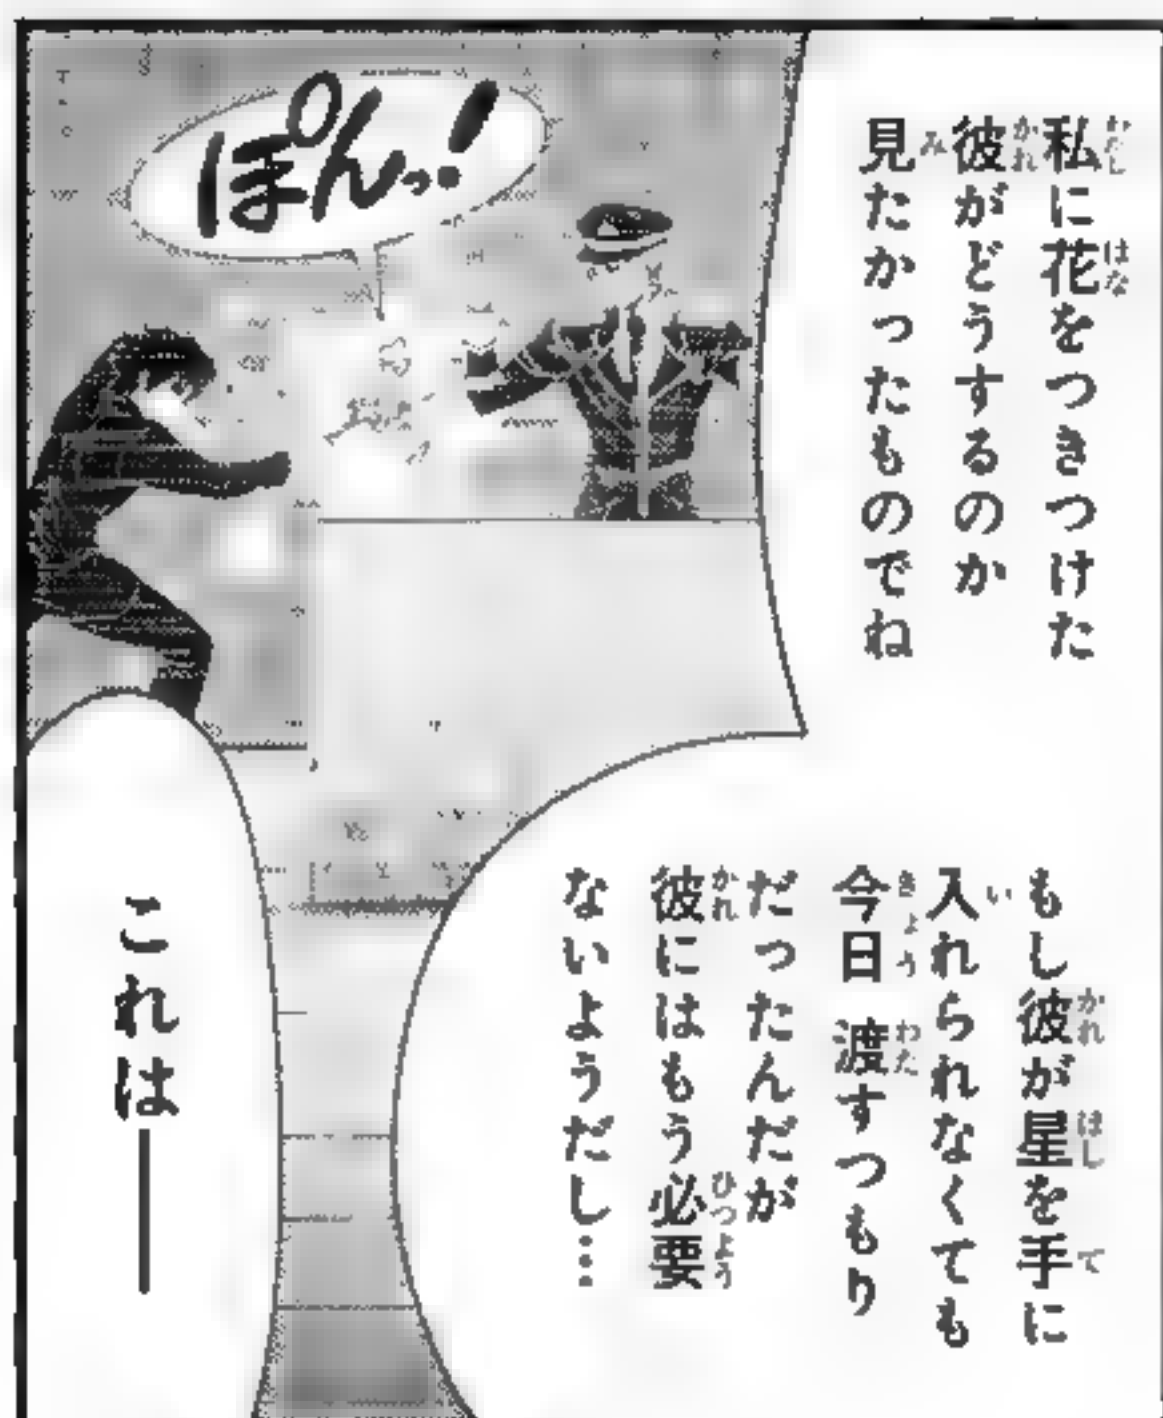 私に花をつきつけた
彼がどうするのか
見たかったものでね
ぽんっ!
もし彼が星を手に
入れられなくても
今日 渡すつもり
だったんだが
彼にはもう必要
ないようだし…
これは――